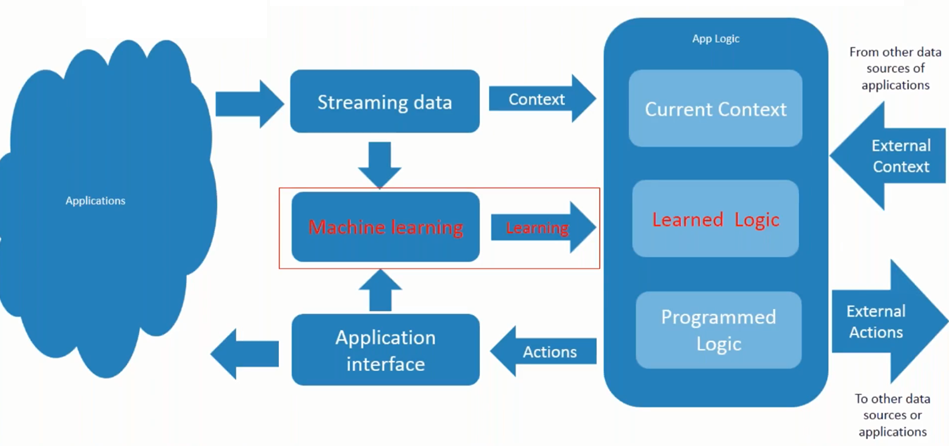 App Logic
From other data
sources of
applications
Streaming data
Context
Current Context
External
Context
Applications
Machine learning
Learning
Learned Logic
Programmed
Logic
External
Actions
Application
interface
Actions
To other data
sources or
applications